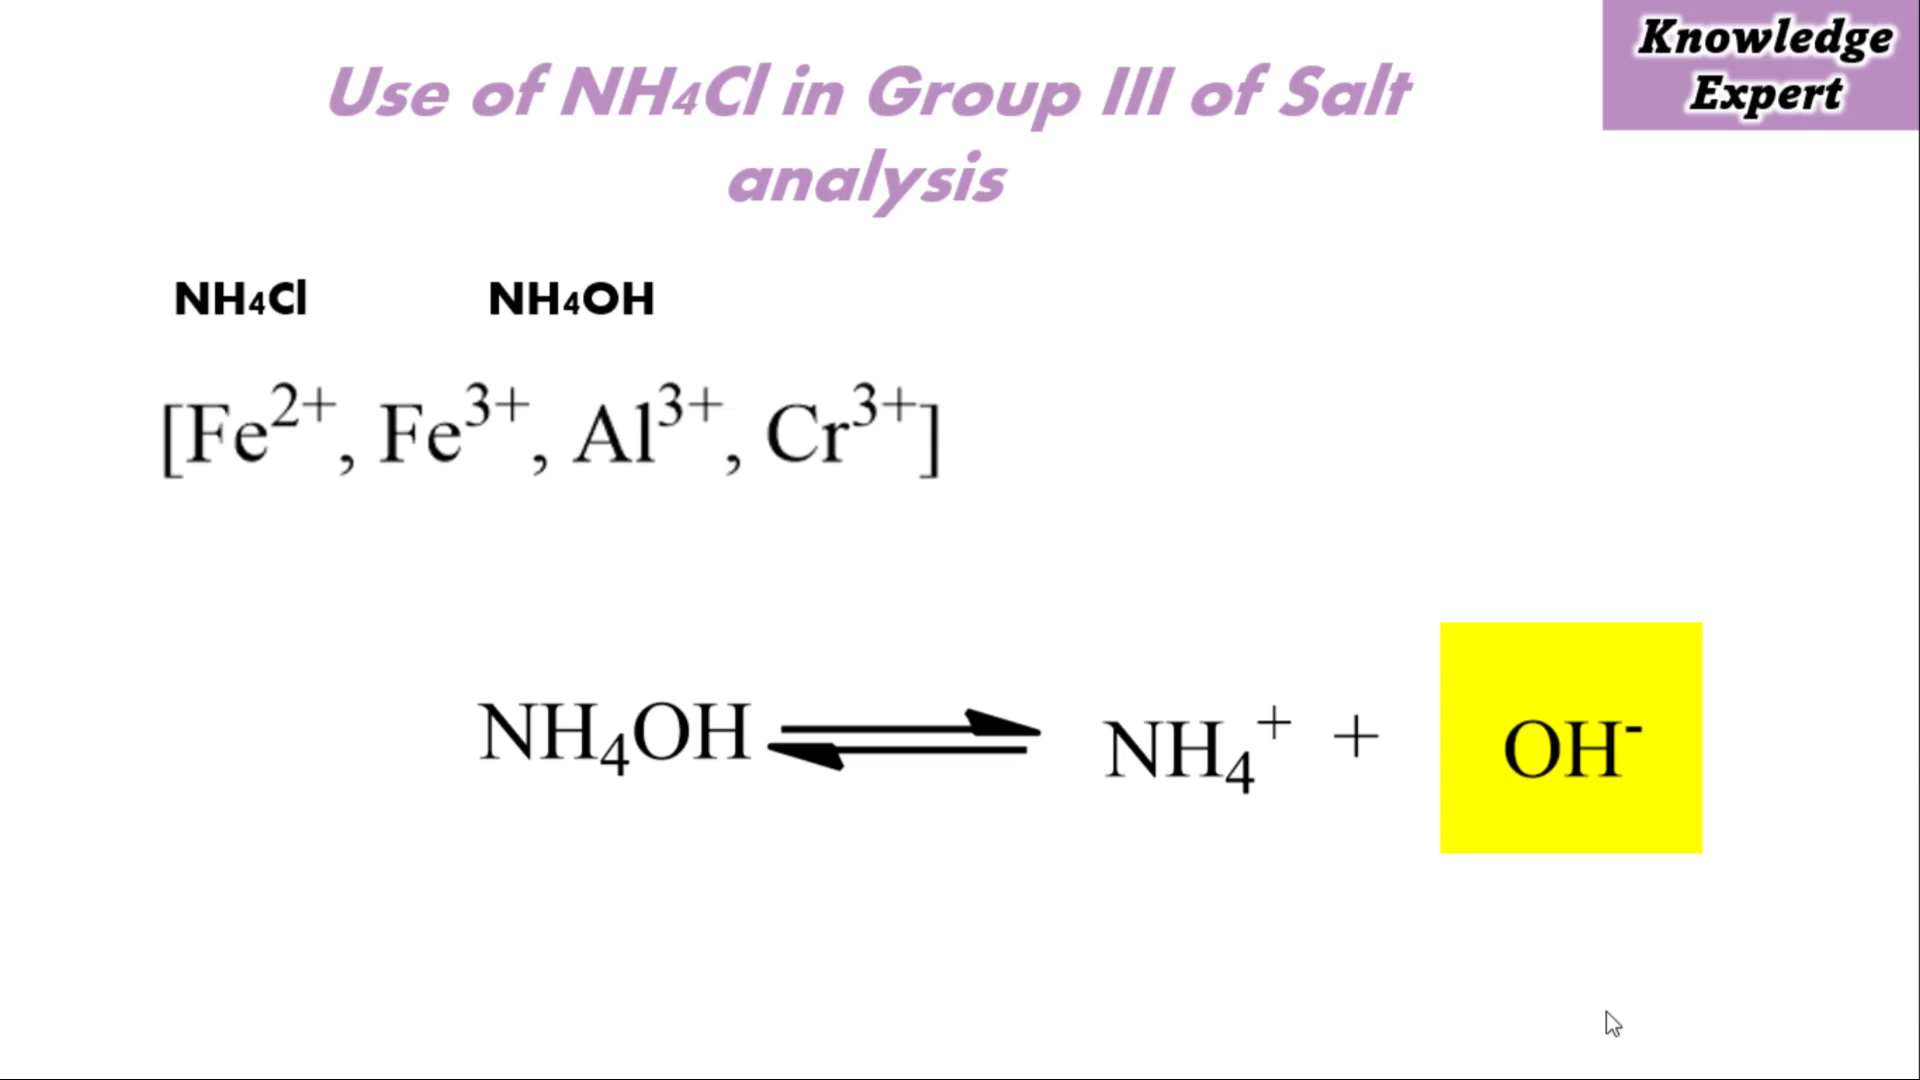 Knowledge
Expert
Use of NH4Cl in Group III of Salt
analysis
NH4Cl NH4OH
[Fe²⁺, Fe³⁺, Al³⁺, Cr³⁺]
NH₄OH ⇌ NH₄⁺ + OH⁻